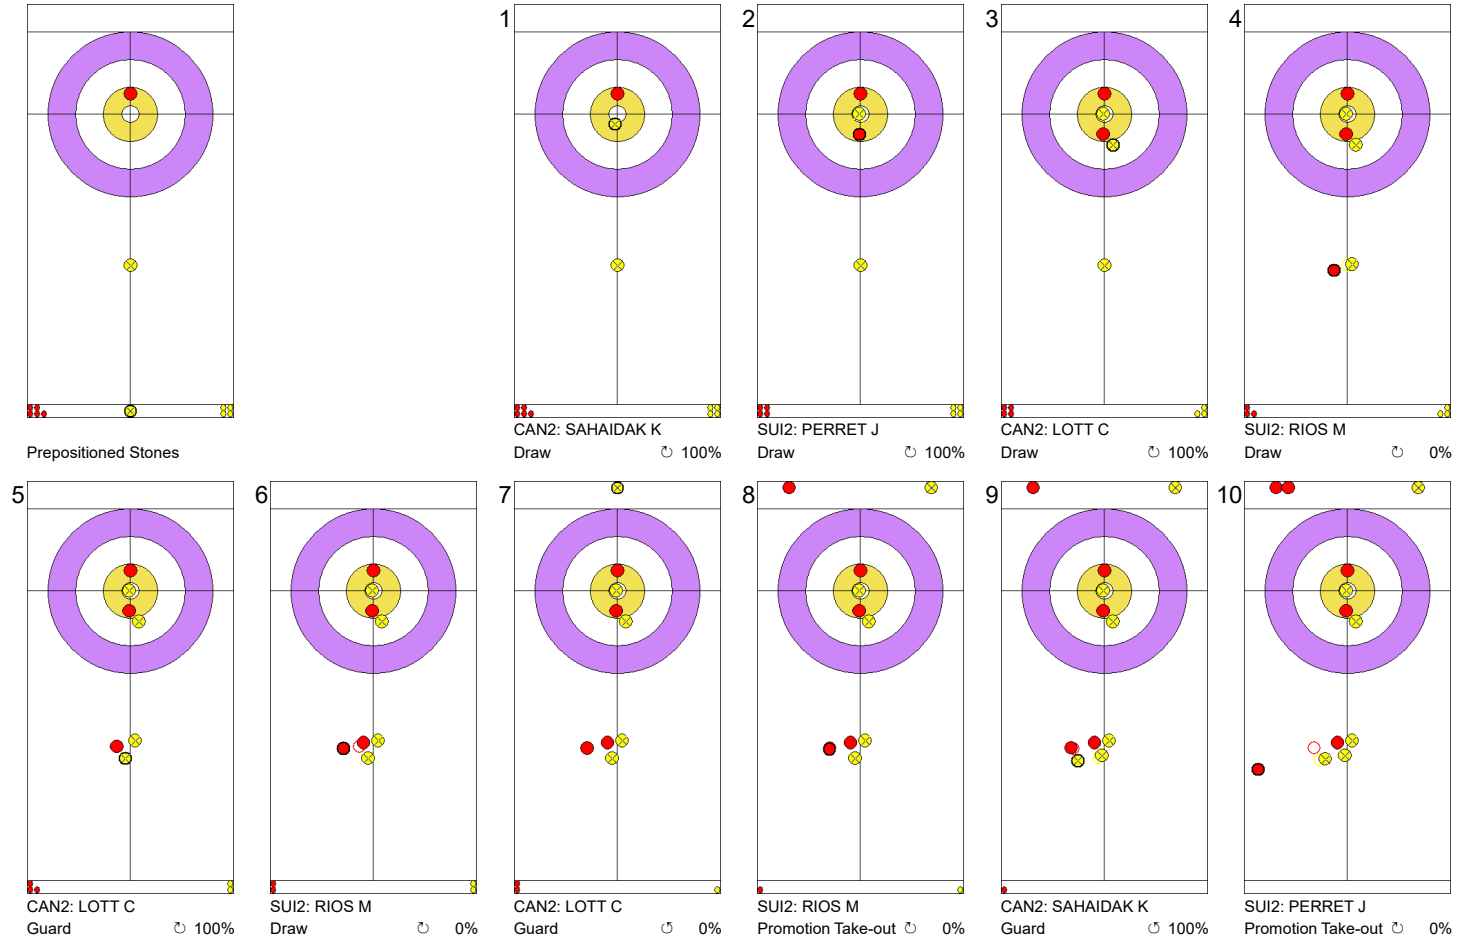 1
2
3
4
Prepositioned Stones
CAN2: SAHAIDAK K
Draw ↻ 100%
SUI2: PERRET J
Draw ↻ 100%
CAN2: LOTT C
Draw ↻ 100%
SUI2: RIOS M
Draw ↻ 0%
5
6
7
8
9
10
CAN2: LOTT C
Guard ↻ 100%
SUI2: RIOS M
Draw ↻ 0%
CAN2: LOTT C
Guard ↺ 0%
SUI2: RIOS M
Promotion Take-out ↻ 0%
CAN2: SAHAIDAK K
Guard ↺ 100%
SUI2: PERRET J
Promotion Take-out ↻ 0%